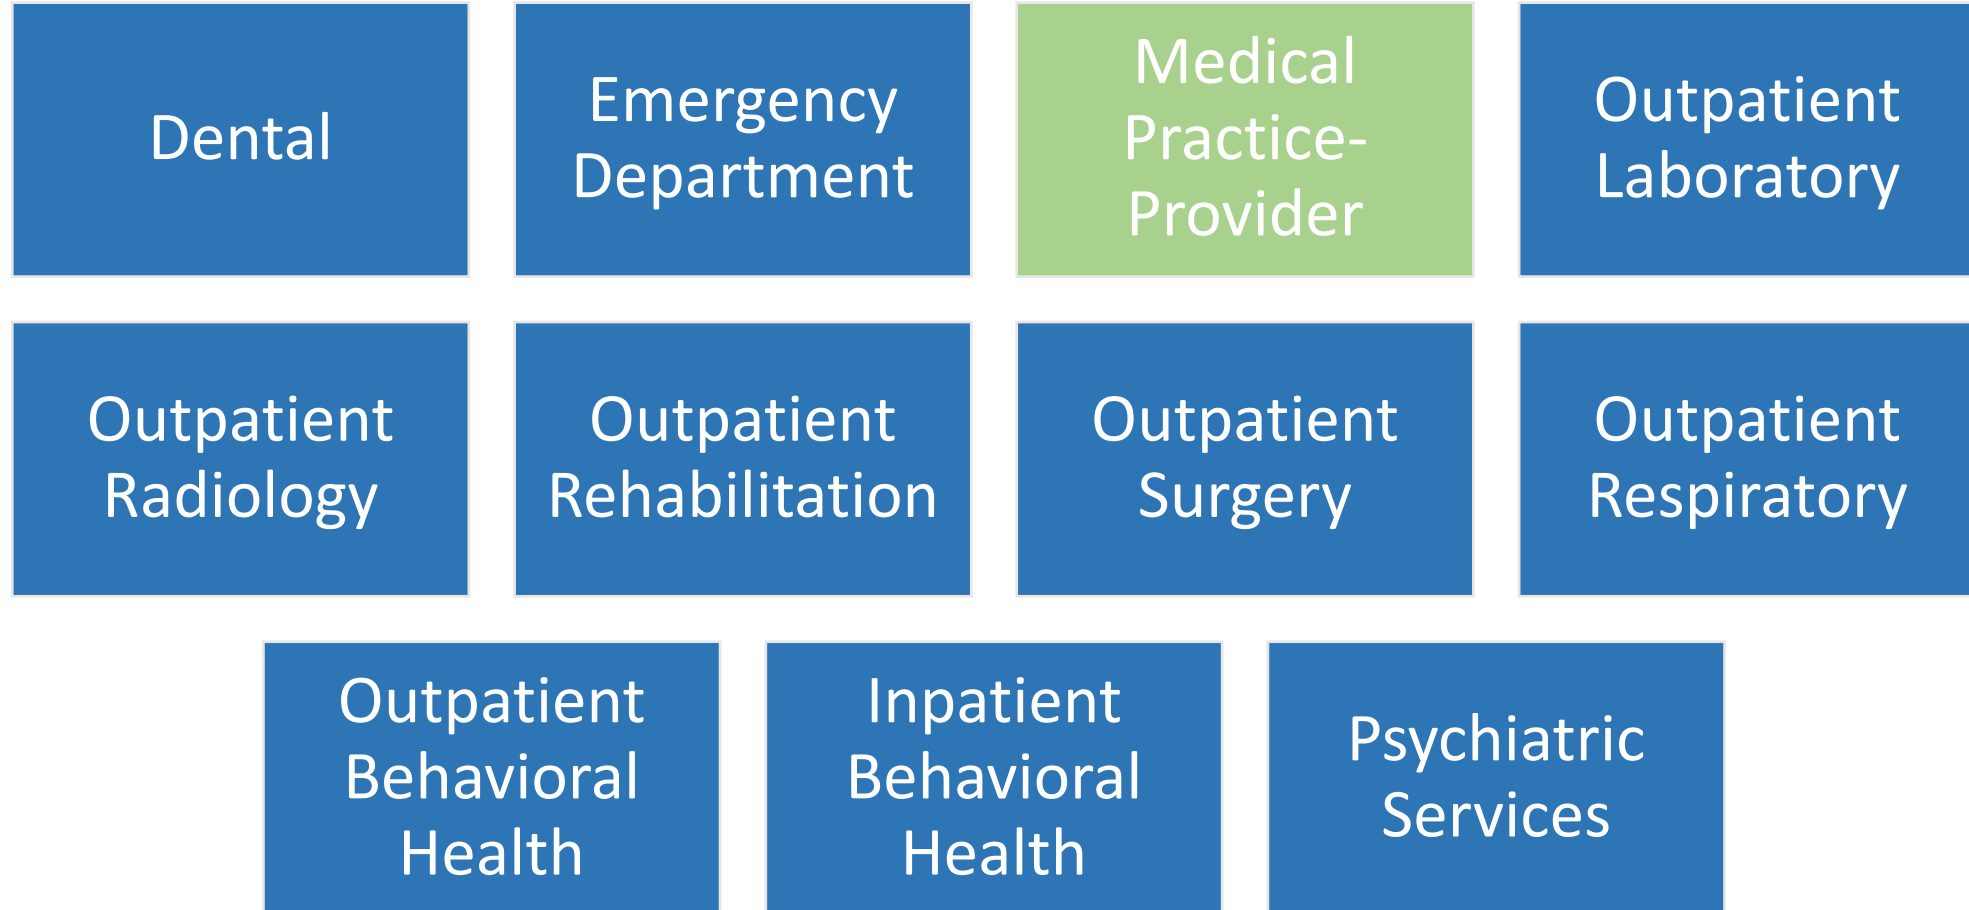 Dental
Emergency
Department
Medical
Practice-
Provider
Outpatient
Laboratory
Outpatient
Radiology
Outpatient
Rehabilitation
Outpatient
Surgery
Outpatient
Respiratory
Outpatient
Behavioral
Health
Inpatient
Behavioral
Health
Psychiatric
Services